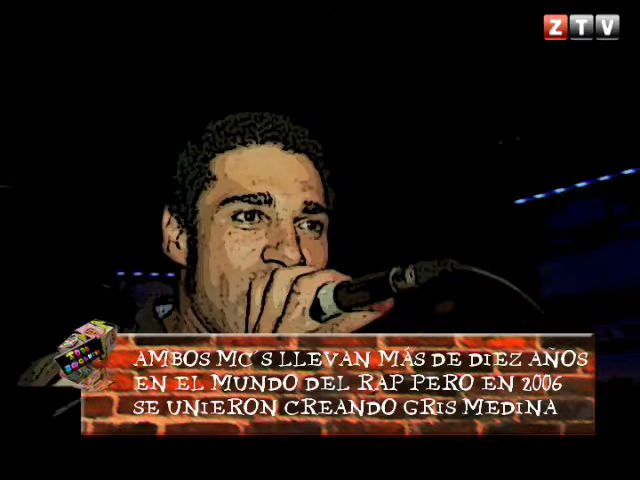 ZTV
AMBOS MC´S LLEVAN MÁS DE DIEZ AÑOS
EN EL MUNDO DEL RAP PERO EN 2006
SE UNIERON CREANDO GRIS MEDINA